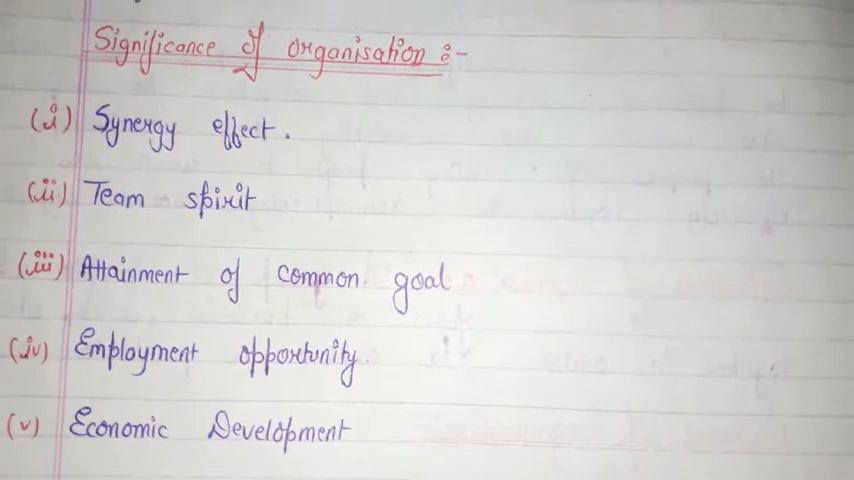 Significance of organisation :-
(i) Synergy effect.
(ii) Team spirit
(iii) Attainment of common goal
(iv) Employment opportunity
(v) Economic Development